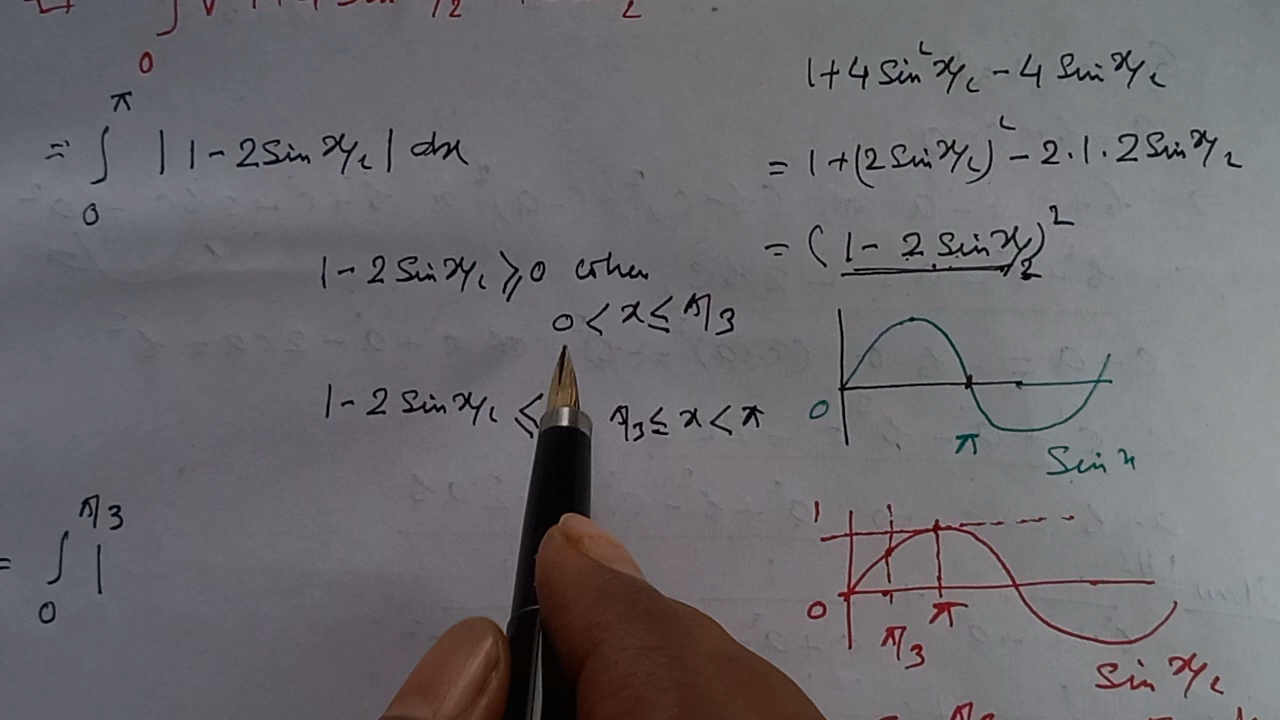 ∫₀
= ∫₀^π |1 - 2 Sin x/2| dx
1 - 2 Sin x/2 ≥ 0 when
0 < x ≤ π/3
1 - 2 Sin x/2 ≤ π/3 ≤ x < π
= ∫₀^π/3 |
1 + 4 Sin² x/2 - 4 Sin x/2
= 1 + (2 Sin x/2)² - 2.1.2 Sin x/2
= (1 - 2 Sin x/2)²
0
π
Sin x
1
0
π/3
π
Sin x/2